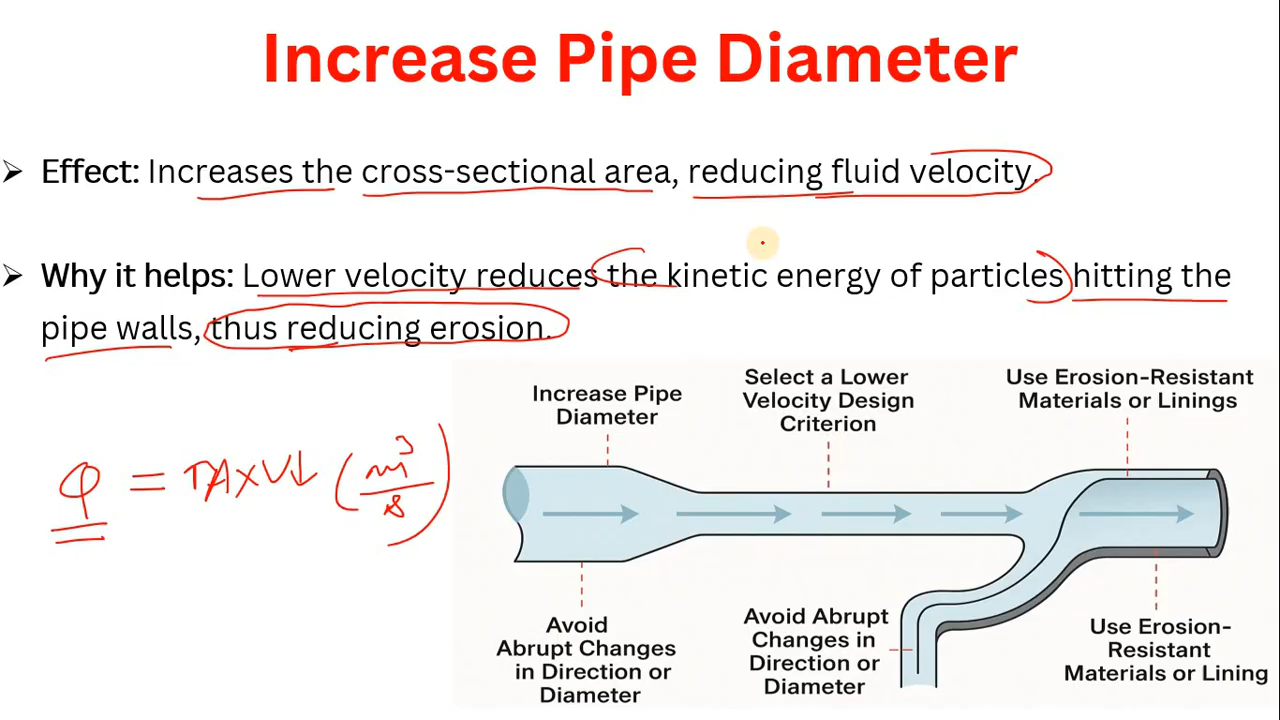 Increase Pipe Diameter
➢ Effect: Increases the cross-sectional area, reducing fluid velocity.
➢ Why it helps: Lower velocity reduces the kinetic energy of particles hitting the
pipe walls, thus reducing erosion.
Increase Pipe
Diameter
Select a Lower
Velocity Design
Criterion
Use Erosion-Resistant
Materials or Linings
Q = ↑A×V↓ (m³/s)
Avoid
Abrupt Changes
in Direction or
Diameter
Avoid Abrupt
Changes in
Direction or
Diameter
Use Erosion-
Resistant
Materials or Lining